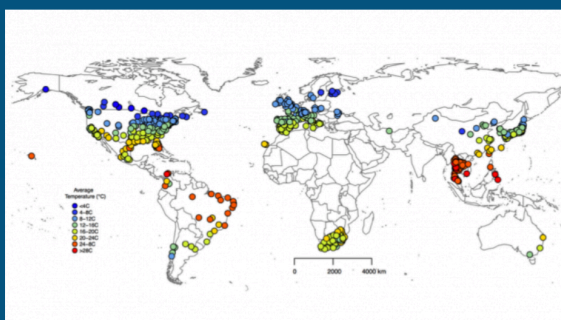 Average
Temperature (°C)
<4C
4–8C
8–12C
12–16C
16–20C
20–24C
24–8C
>28C
0 2000 4000 km